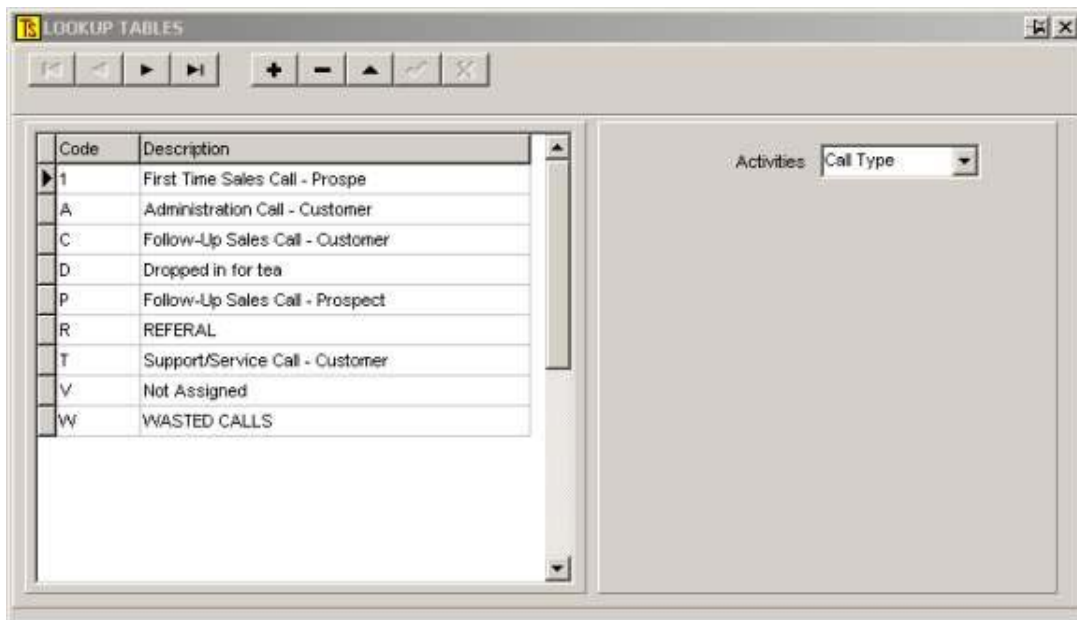 TS LOOKUP TABLES
Code Description
1 First Time Sales Call - Prospe
A Administration Call - Customer
C Follow-Up Sales Call - Customer
D Dropped in for tea
P Follow-Up Sales Call - Prospect
R REFERAL
T Support/Service Call - Customer
V Not Assigned
W WASTED CALLS
Activities Call Type